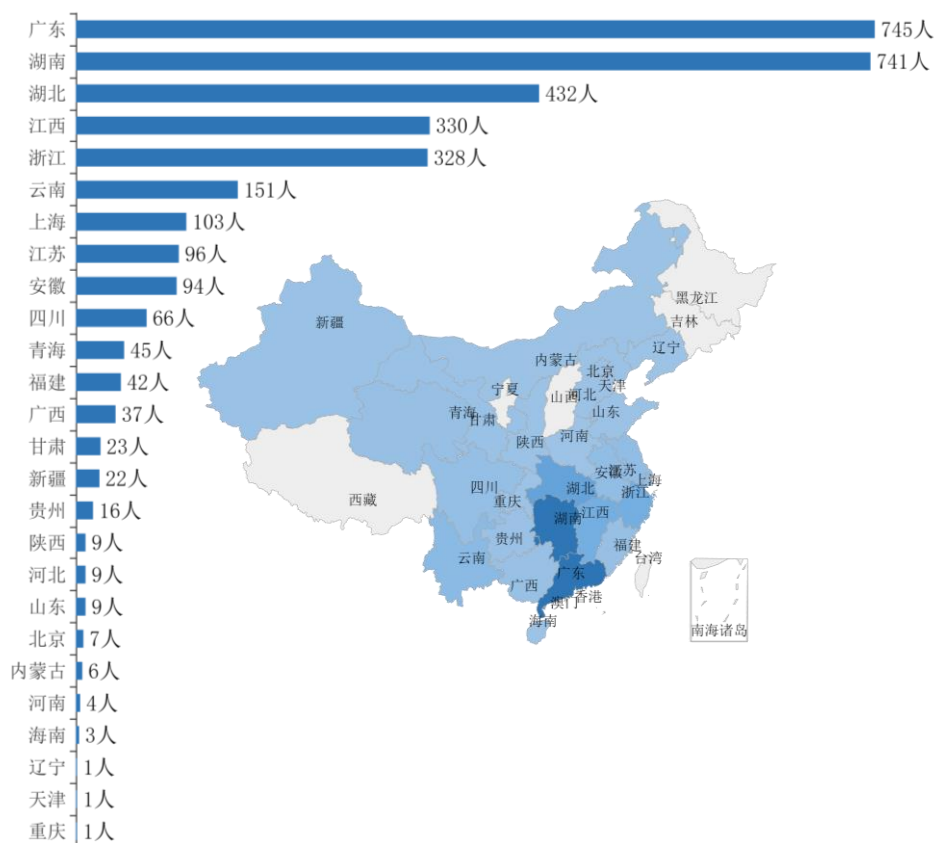 广东 745人
湖南 741人
湖北 432人
江西 330人
浙江 328人
云南 151人
上海 103人
江苏 96人
安徽 94人
四川 66人
青海 45人
福建 42人
广西 37人
甘肃 23人
新疆 22人
贵州 16人
陕西 9人
河北 9人
山东 9人
北京 7人
内蒙古 6人
河南 4人
海南 3人
辽宁 1人
天津 1人
重庆 1人
黑龙江
新疆
吉林
辽宁
内蒙古
北京
天津
宁夏
山西
河北
青海
甘肃
山东
陕西
河南
安徽
江苏
上海
西藏
四川
重庆
湖北
浙江
湖南
江西
贵州
福建
云南
台湾
广东
广西
香港
澳门
海南
南海诸岛